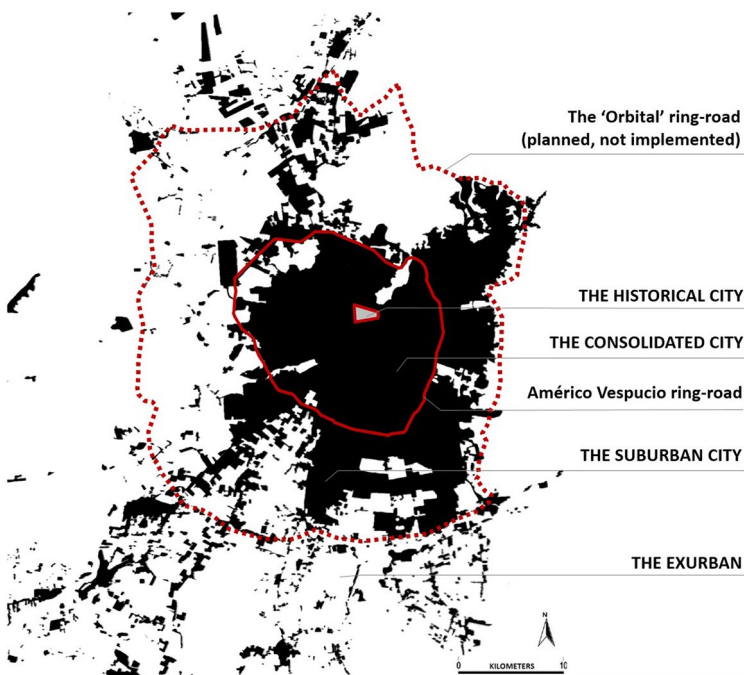 The ‘Orbital’ ring-road
(planned, not implemented)
THE HISTORICAL CITY
THE CONSOLIDATED CITY
Américo Vespucio ring-road
THE SUBURBAN CITY
THE EXURBAN
N
0 KILOMETERS 10